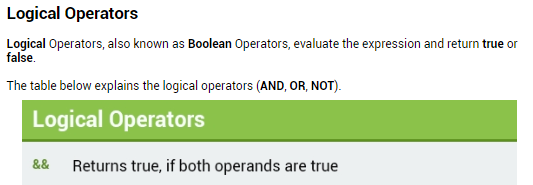 Logical Operators
Logical Operators, also known as Boolean Operators, evaluate the expression and return true or
false.
The table below explains the logical operators (AND, OR, NOT).
Logical Operators
&& Returns true, if both operands are true